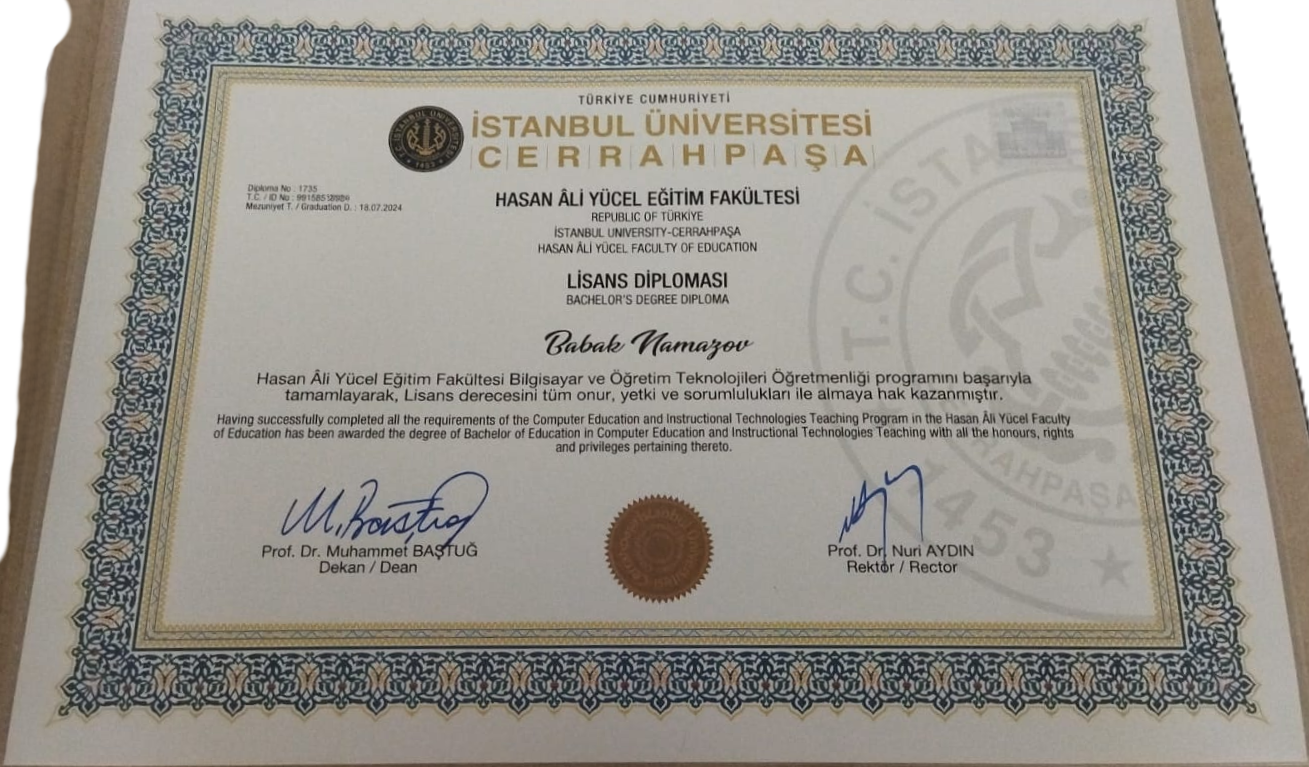 TÜRKİYE CUMHURİYETİ
İSTANBUL ÜNİVERSİTESİ
CERRAHPAŞA
Diploma No : 1735
T.C. / ID No :
Mezuniyet T. / Graduation D. : 18.07.2024
HASAN ÂLİ YÜCEL EĞİTİM FAKÜLTESİ
REPUBLIC OF TÜRKİYE
İSTANBUL UNIVERSITY-CERRAHPAŞA
HASAN ÂLİ YÜCEL FACULTY OF EDUCATION
LİSANS DİPLOMASI
BACHELOR'S DEGREE DIPLOMA
Babak Namazov
Hasan Âli Yücel Eğitim Fakültesi Bilgisayar ve Öğretim Teknolojileri Öğretmenliği programını başarıyla
tamamlayarak, Lisans derecesini tüm onur, yetki ve sorumlulukları ile almaya hak kazanmıştır.
Having successfully completed all the requirements of the Computer Education and Instructional Technologies Teaching Program in the Hasan Âli Yücel Faculty
of Education has been awarded the degree of Bachelor of Education in Computer Education and Instructional Technologies Teaching with all the honours, rights
and privileges pertaining thereto.
M. Baştuğ
Prof. Dr. Muhammet BAŞTUĞ
Dekan / Dean
Prof. Dr. Nuri AYDIN
Rektör / Rector
T.C. İSTA
RAHPAŞA
1453